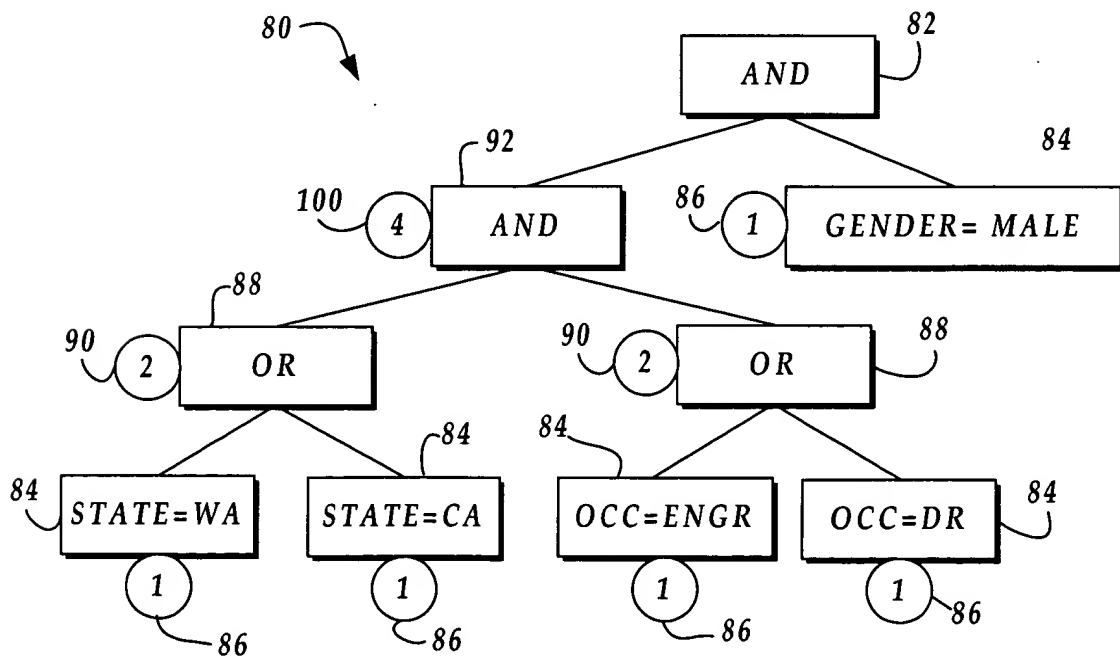 80
82
AND
92
84
100
4
AND
86
1
GENDER= MALE
88
90
2
OR
90
2
OR
88
84
84
84
STATE=WA
STATE=CA
OCC=ENGR
OCC=DR
84
1
1
1
1
86
86
86
86